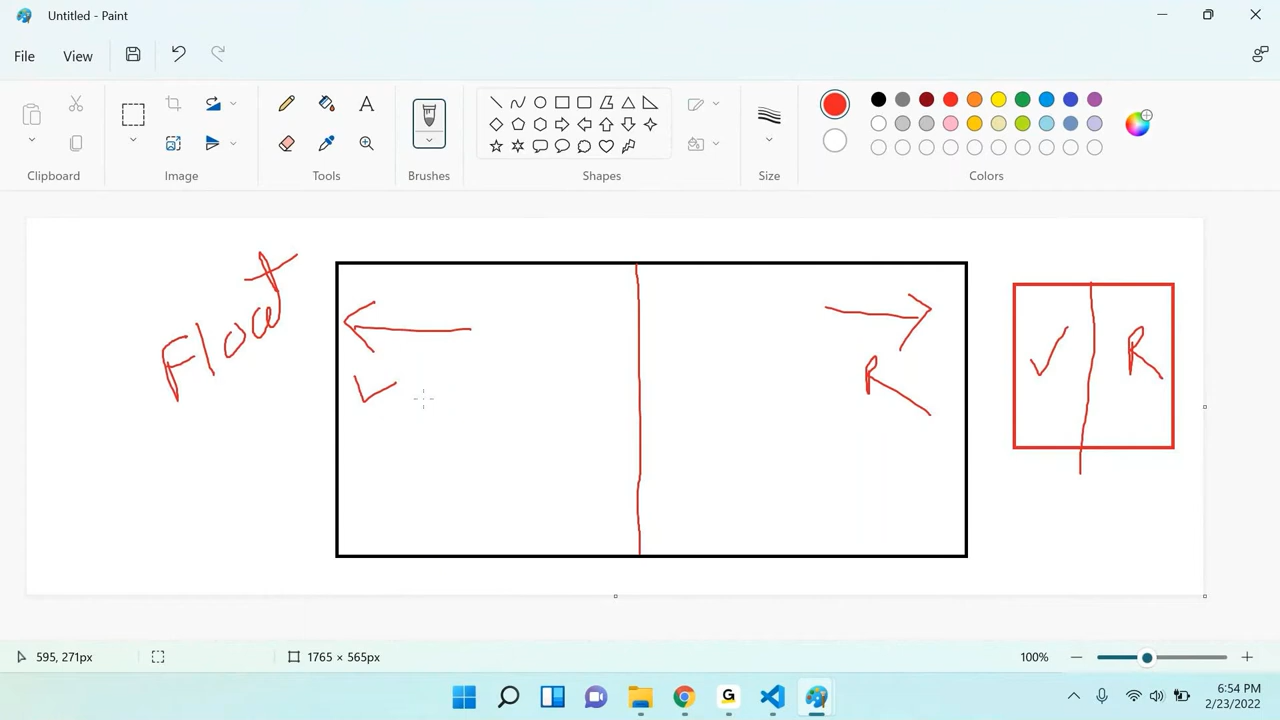 Untitled - Paint
File
View
Clipboard
Image
Tools
Brushes
Shapes
Size
Colors
Float
L
R
R
595, 271px
1765 × 565px
100%
G
6:54 PM
2/23/2022